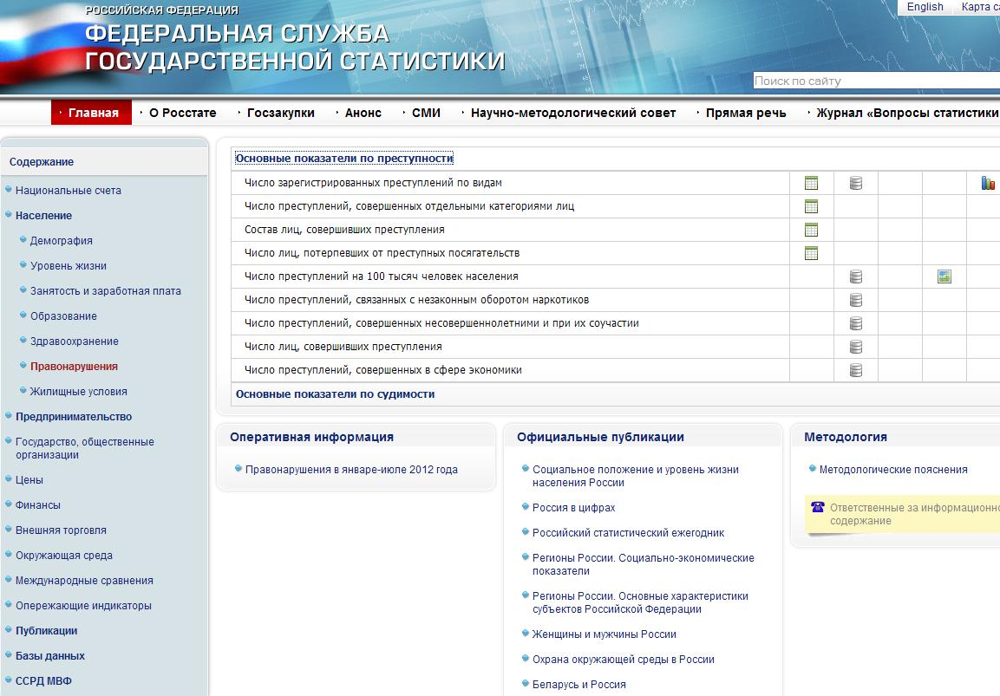 РОССИЙСКАЯ ФЕДЕРАЦИЯ
ФЕДЕРАЛЬНАЯ СЛУЖБА
ГОСУДАРСТВЕННОЙ СТАТИСТИКИ
English
Карта са
Поиск по сайту
Главная
О Росстате
Госзакупки
Анонс
СМИ
Научно-методологический совет
Прямая речь
Журнал «Вопросы статистики
Содержание
Национальные счета
Население
Демография
Уровень жизни
Занятость и заработная плата
Образование
Здравоохранение
Правонарушения
Жилищные условия
Предпринимательство
Государство, общественные
организации
Цены
Финансы
Внешняя торговля
Окружающая среда
Международные сравнения
Опережающие индикаторы
Публикации
Базы данных
ССРД МВФ
Основные показатели по преступности
Число зарегистрированных преступлений по видам
Число преступлений, совершенных отдельными категориями лиц
Состав лиц, совершивших преступления
Число лиц, потерпевших от преступных посягательств
Число преступлений на 100 тысяч человек населения
Число преступлений, связанных с незаконным оборотом наркотиков
Число преступлений, совершенных несовершеннолетними и при их соучастии
Число лиц, совершивших преступления
Число преступлений, совершенных в сфере экономики
Основные показатели по судимости
Оперативная информация
Правонарушения в январе-июле 2012 года
Официальные публикации
Социальное положение и уровень жизни
населения России
Россия в цифрах
Российский статистический ежегодник
Регионы России. Социально-экономические
показатели
Регионы России. Основные характеристики
субъектов Российской Федерации
Женщины и мужчины России
Охрана окружающей среды в России
Беларусь и Россия
Методология
Методологические пояснения
Ответственные за информационно
содержание